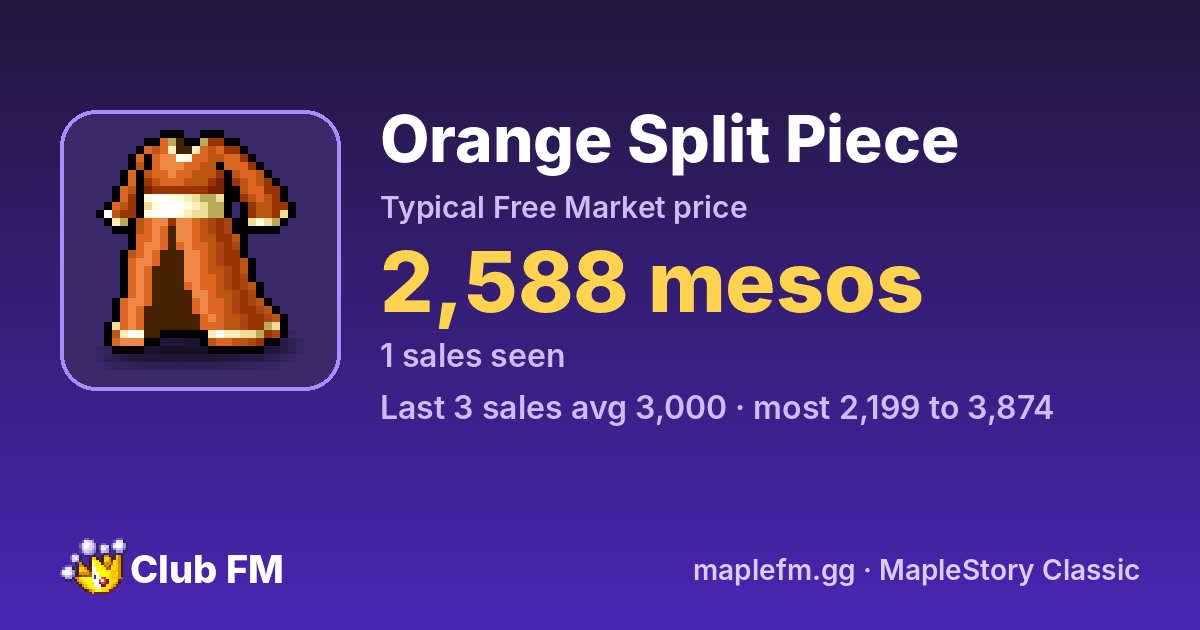 Orange Split Piece
Typical Free Market price
2,588 mesos
1 sales seen
Last 3 sales avg 3,000 · most 2,199 to 3,874
Club FM
maplefm.gg · MapleStory Classic